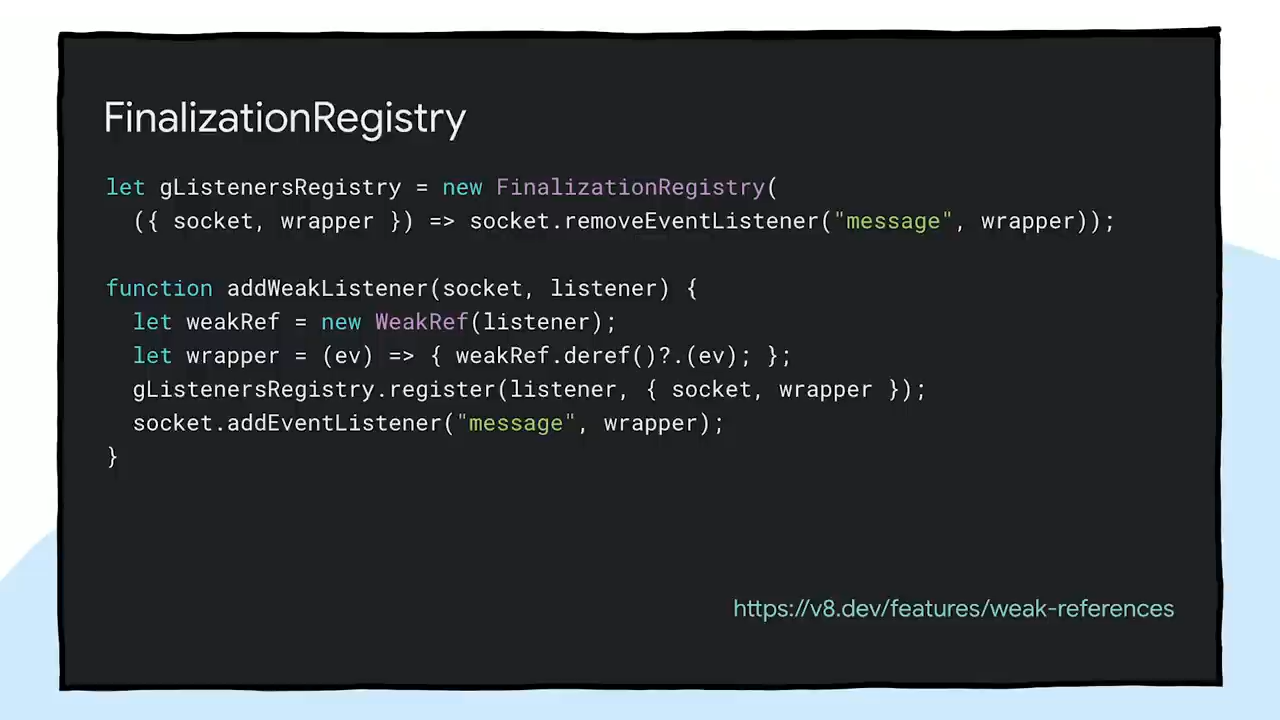 FinalizationRegistry
let gListenersRegistry = new FinalizationRegistry(
  ({ socket, wrapper }) => socket.removeEventListener("message", wrapper));
function addWeakListener(socket, listener) {
  let weakRef = new WeakRef(listener);
  let wrapper = (ev) => { weakRef.deref()?.(ev); };
  gListenersRegistry.register(listener, { socket, wrapper });
  socket.addEventListener("message", wrapper);
}
https://v8.dev/features/weak-references